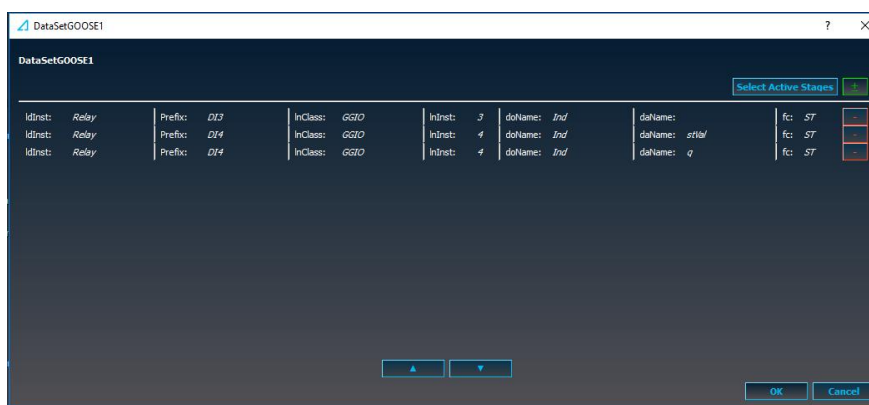 DataSetGOOSE1
? ×
DataSetGOOSE1
Select Active Stages ±
ldInst: Relay Prefix: DI3 lnClass: GGIO lnInst: 3 doName: Ind daName: fc: ST -
ldInst: Relay Prefix: DI4 lnClass: GGIO lnInst: 4 doName: Ind daName: stVal fc: ST -
ldInst: Relay Prefix: DI4 lnClass: GGIO lnInst: 4 doName: Ind daName: q fc: ST -
▲ ▼
OK Cancel